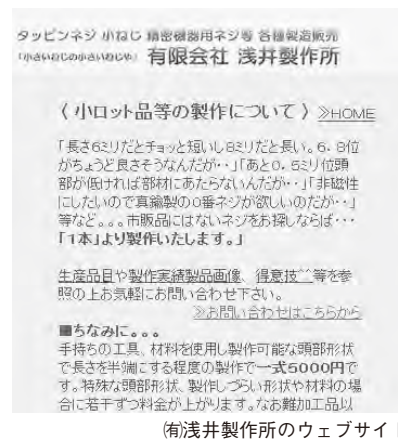 タッピンネジ 小ねじ 精密機器用ネジ等 各種製造販売
「小さいねじの小さいねじや」 有限会社 浅井製作所
〈 小ロット品等の製作について 〉 ≫HOME
「長さ6ミリだとチョッと短いし8ミリだと長い。6．8位
がちょうど良さそうなんだが・・」「あと0．5ミリ位頭
部が低ければ部材にあたらないんだが・・」「非磁性
にしたいので真鍮製の0番ネジが欲しいのだが・・」
等など。。。市販品にはないネジをお探しならば・・・
「1本」より製作いたします。」
生産品目や製作実績製品画像、得意技^^等を参
照の上お気軽にお問い合わせ下さい。
≫お問い合わせはこちらから
■ちなみに。。。
手持ちの工具、材料を使用し製作可能な頭部形状
で長さを半端にする程度の製作で一式5000円で
す。特殊な頭部形状、製作しづらい形状や材料の場
合に若干ずつ料金が上がります。なお難加工品以
㈲浅井製作所のウェブサイ